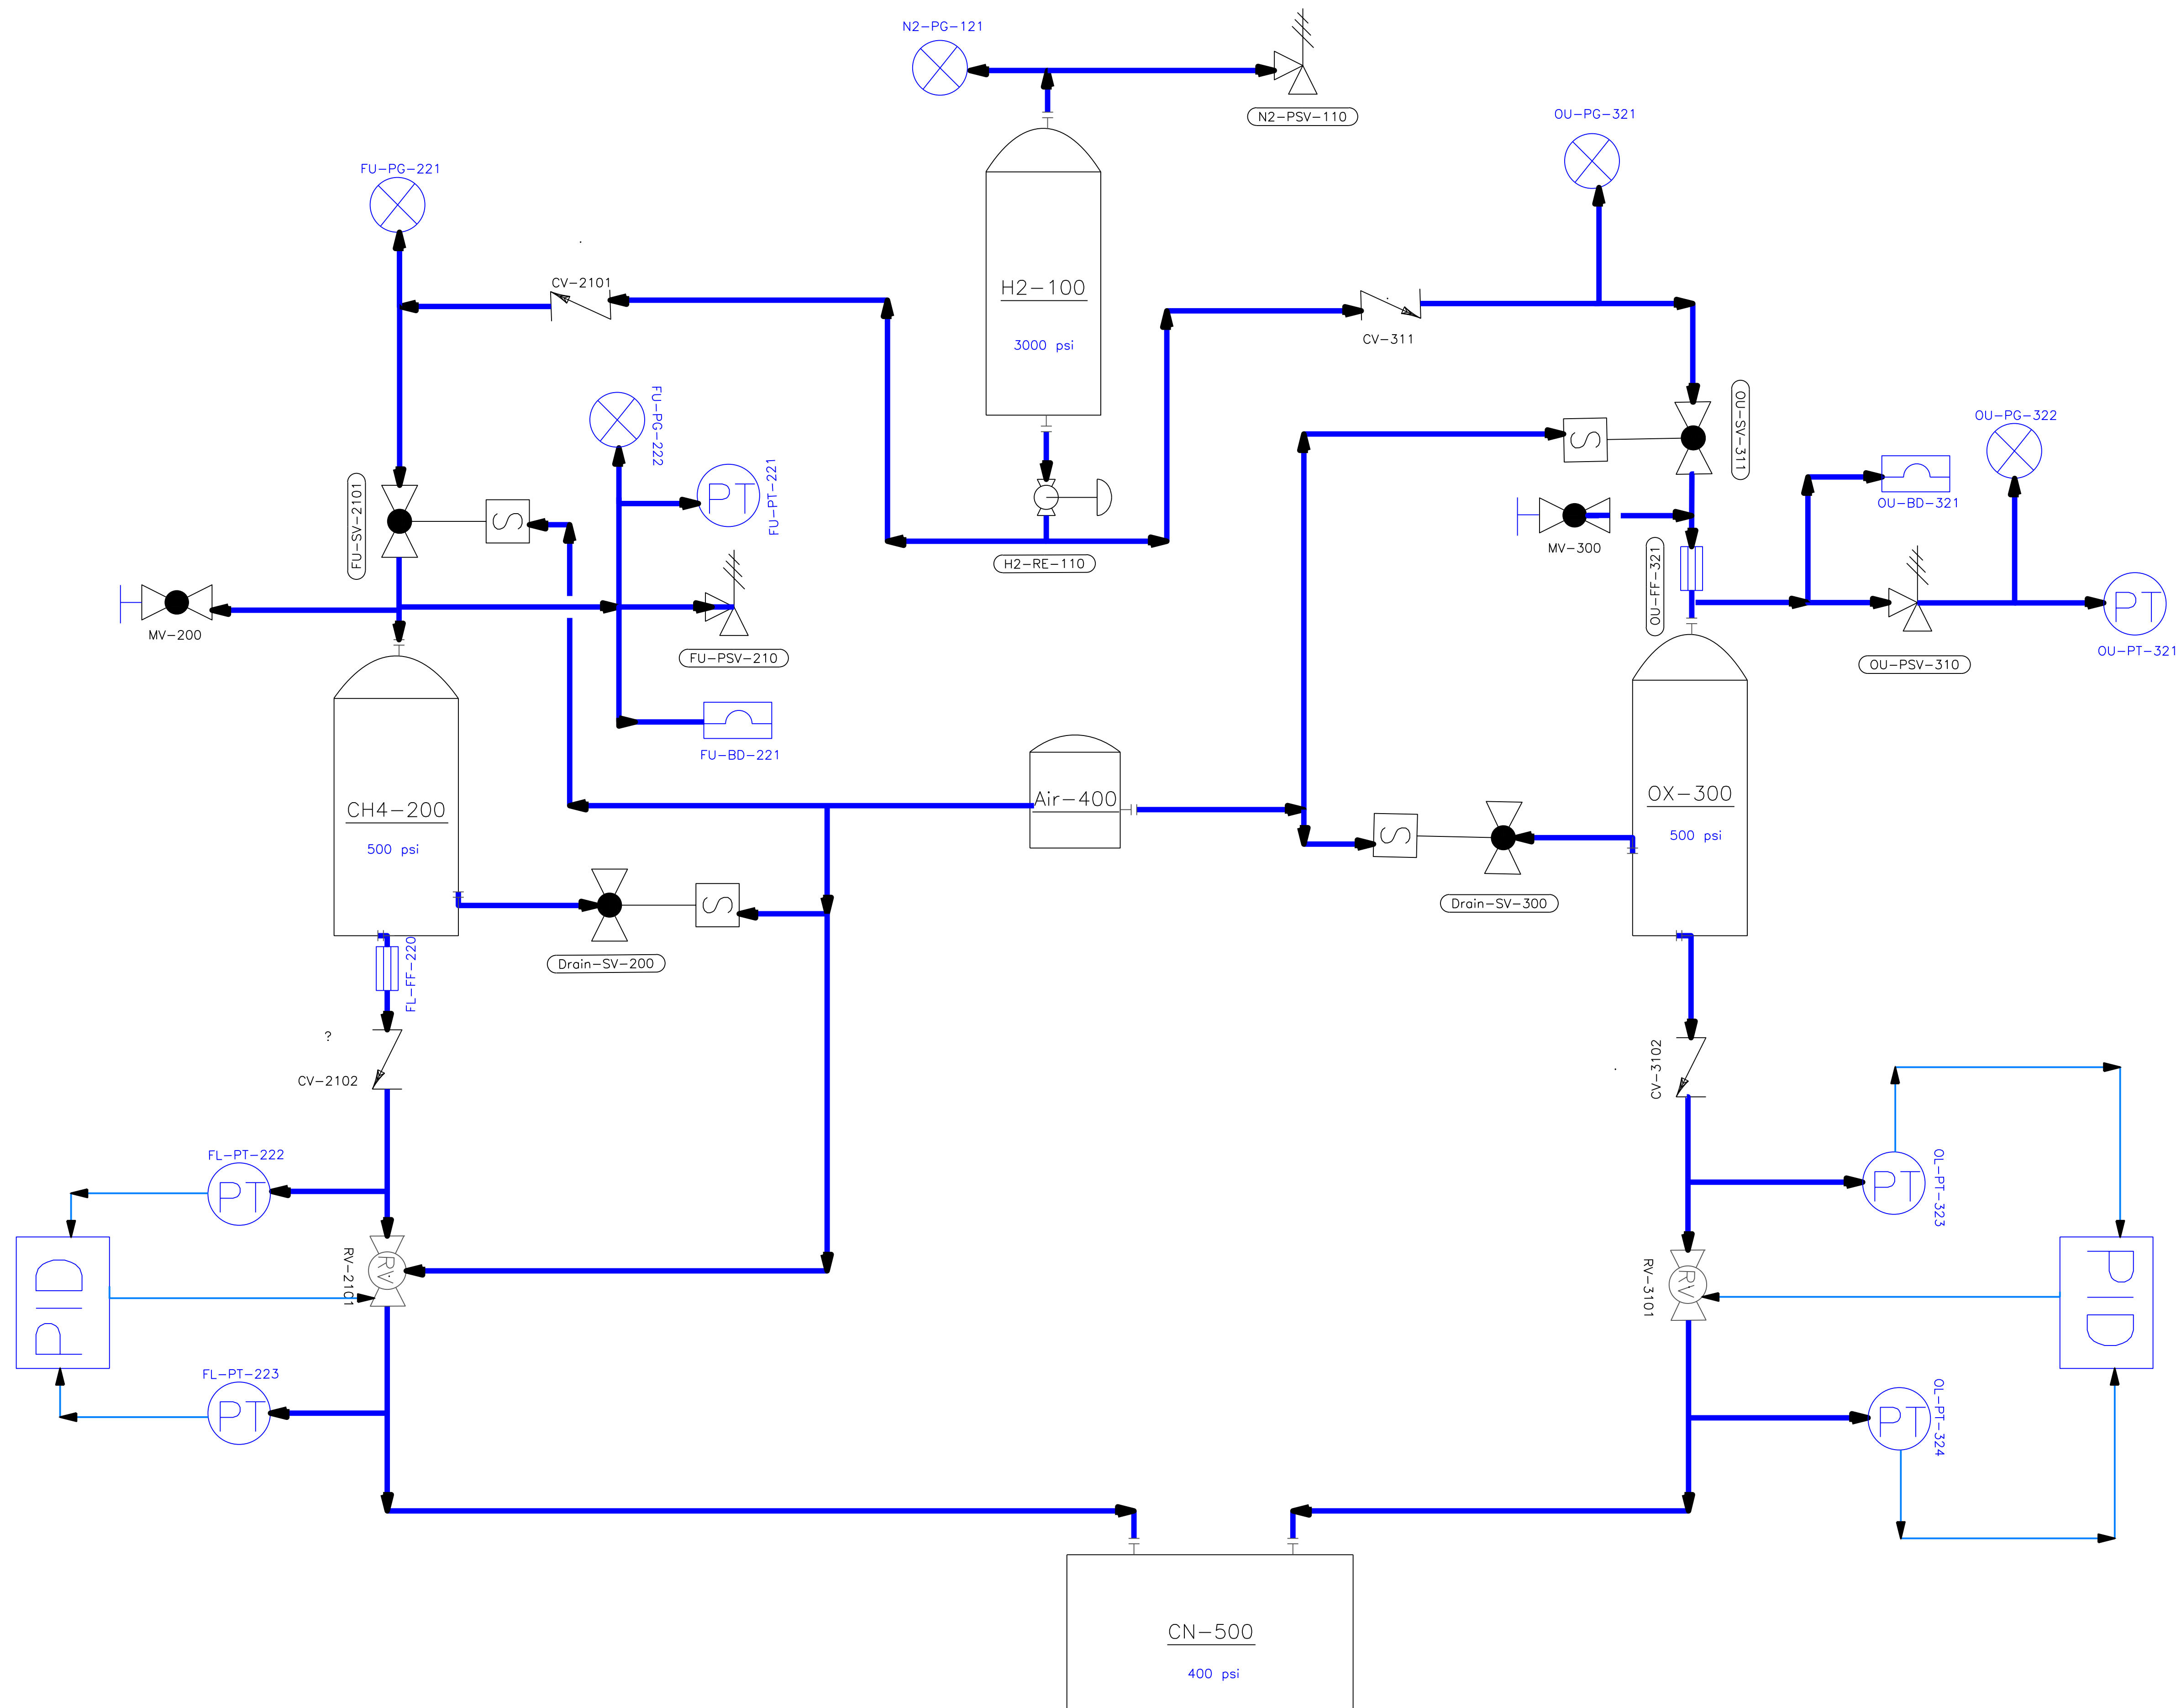 N2-PG-121
N2-PSV-110
OU-PG-321
FU-PG-221
CV-2101
H2-100
3000 psi
CV-311
FU-PG-222
OU-SV-311
S
OU-PG-322
PT
FU-PT-221
FU-SV-2101
S
OU-BD-321
MV-300
H2-RE-110
OU-FF-321
MV-200
PT
FU-PSV-210
OU-PSV-310
OU-PT-321
FU-BD-221
CH4-200
500 psi
Air-400
OX-300
500 psi
S
S
Drain-SV-300
Drain-SV-200
FL-FF-220
?
CV-2102
CV-3102
FL-PT-222
PT
OL-PT-323
PT
PID
RV
RV-2101
RV
RV-3101
PID
FL-PT-223
PT
OL-PT-324
PT
CN-500
400 psi